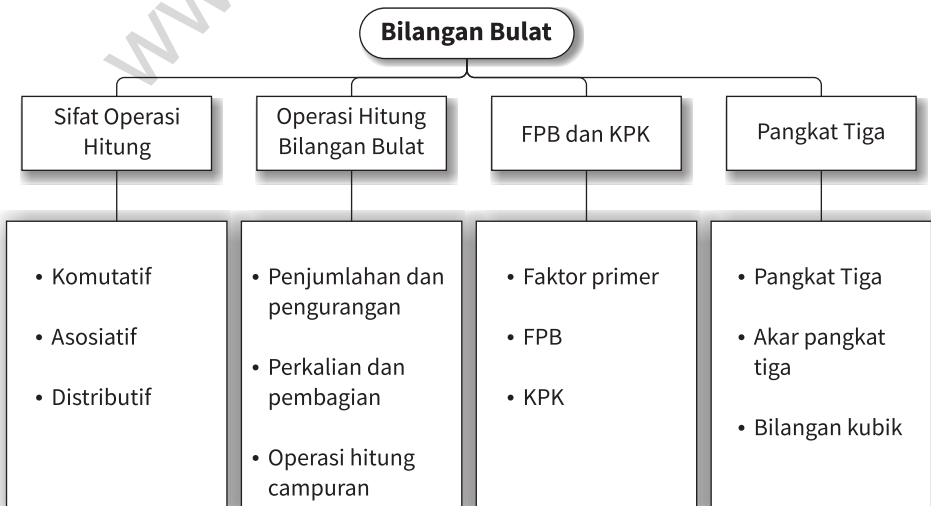 Bilangan Bulat
Sifat Operasi
Hitung
Operasi Hitung
Bilangan Bulat
FPB dan KPK
Pangkat Tiga
• Komutatif
• Asosiatif
• Distributif
• Penjumlahan dan
pengurangan
• Perkalian dan
pembagian
• Operasi hitung
campuran
• Faktor primer
• FPB
• KPK
• Pangkat Tiga
• Akar pangkat
tiga
• Bilangan kubik